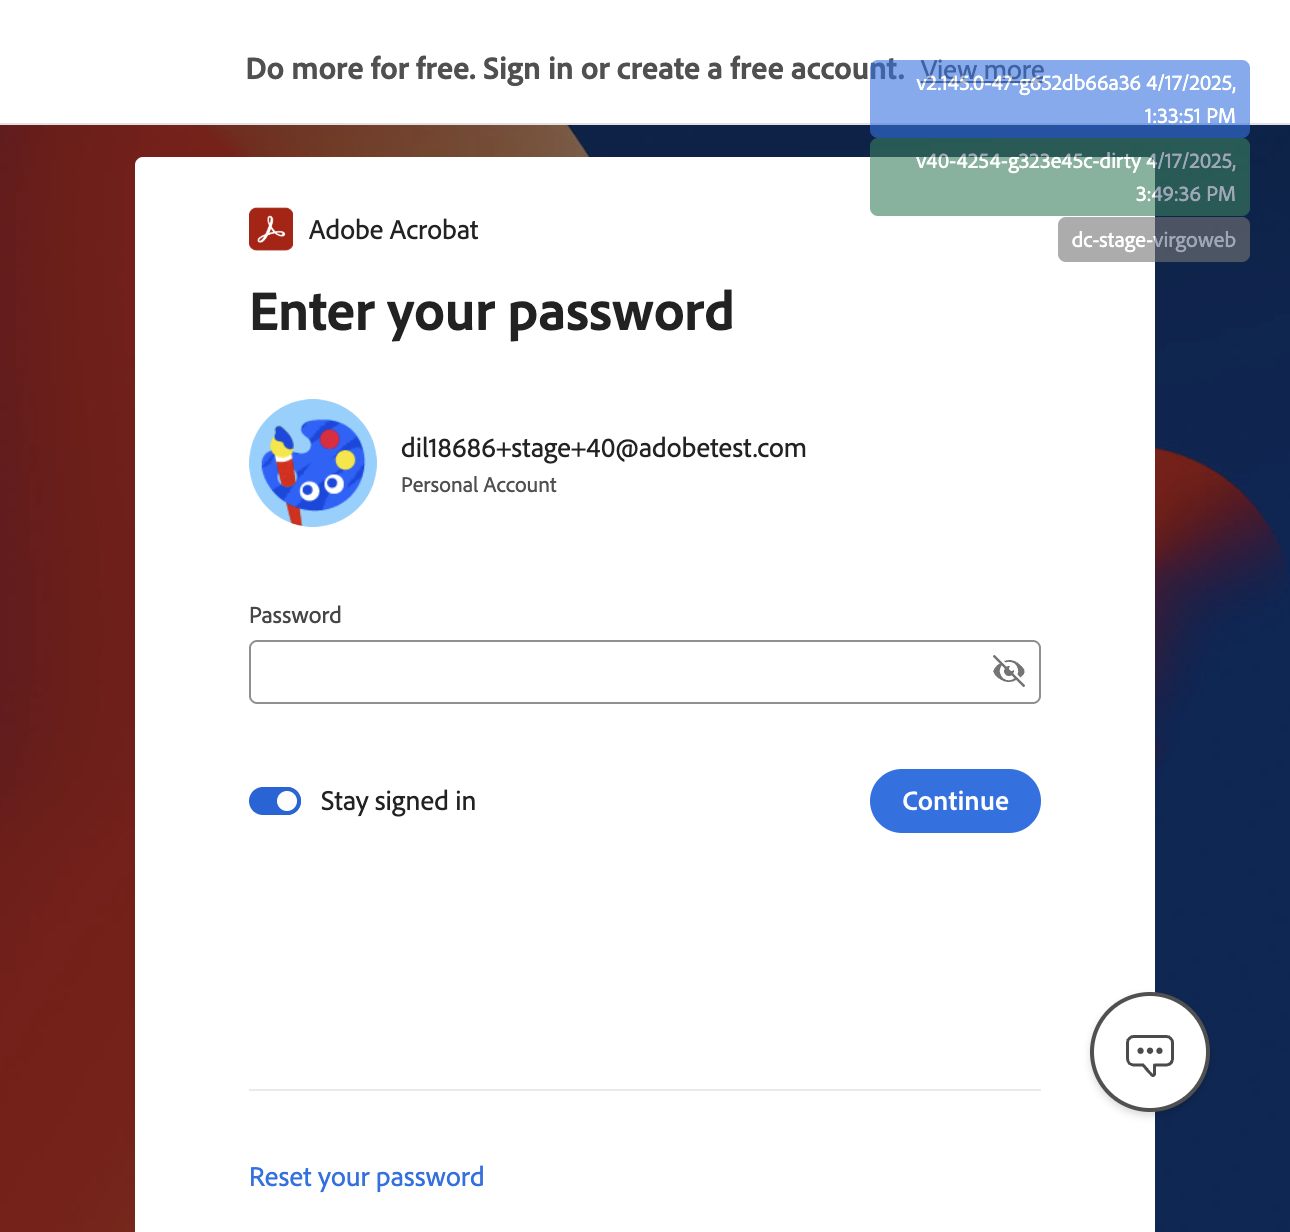 Do more for free. Sign in or create a free account. View more
v2.145.0-47-g652db66a36 4/17/2025,
1:33:51 PM
v40-4254-g323e45c-dirty 4/17/2025,
3:49:36 PM
dc-stage-virgoweb
Adobe Acrobat
Enter your password
dil18686+stage+40@adobetest.com
Personal Account
Password
Stay signed in
Continue
Reset your password